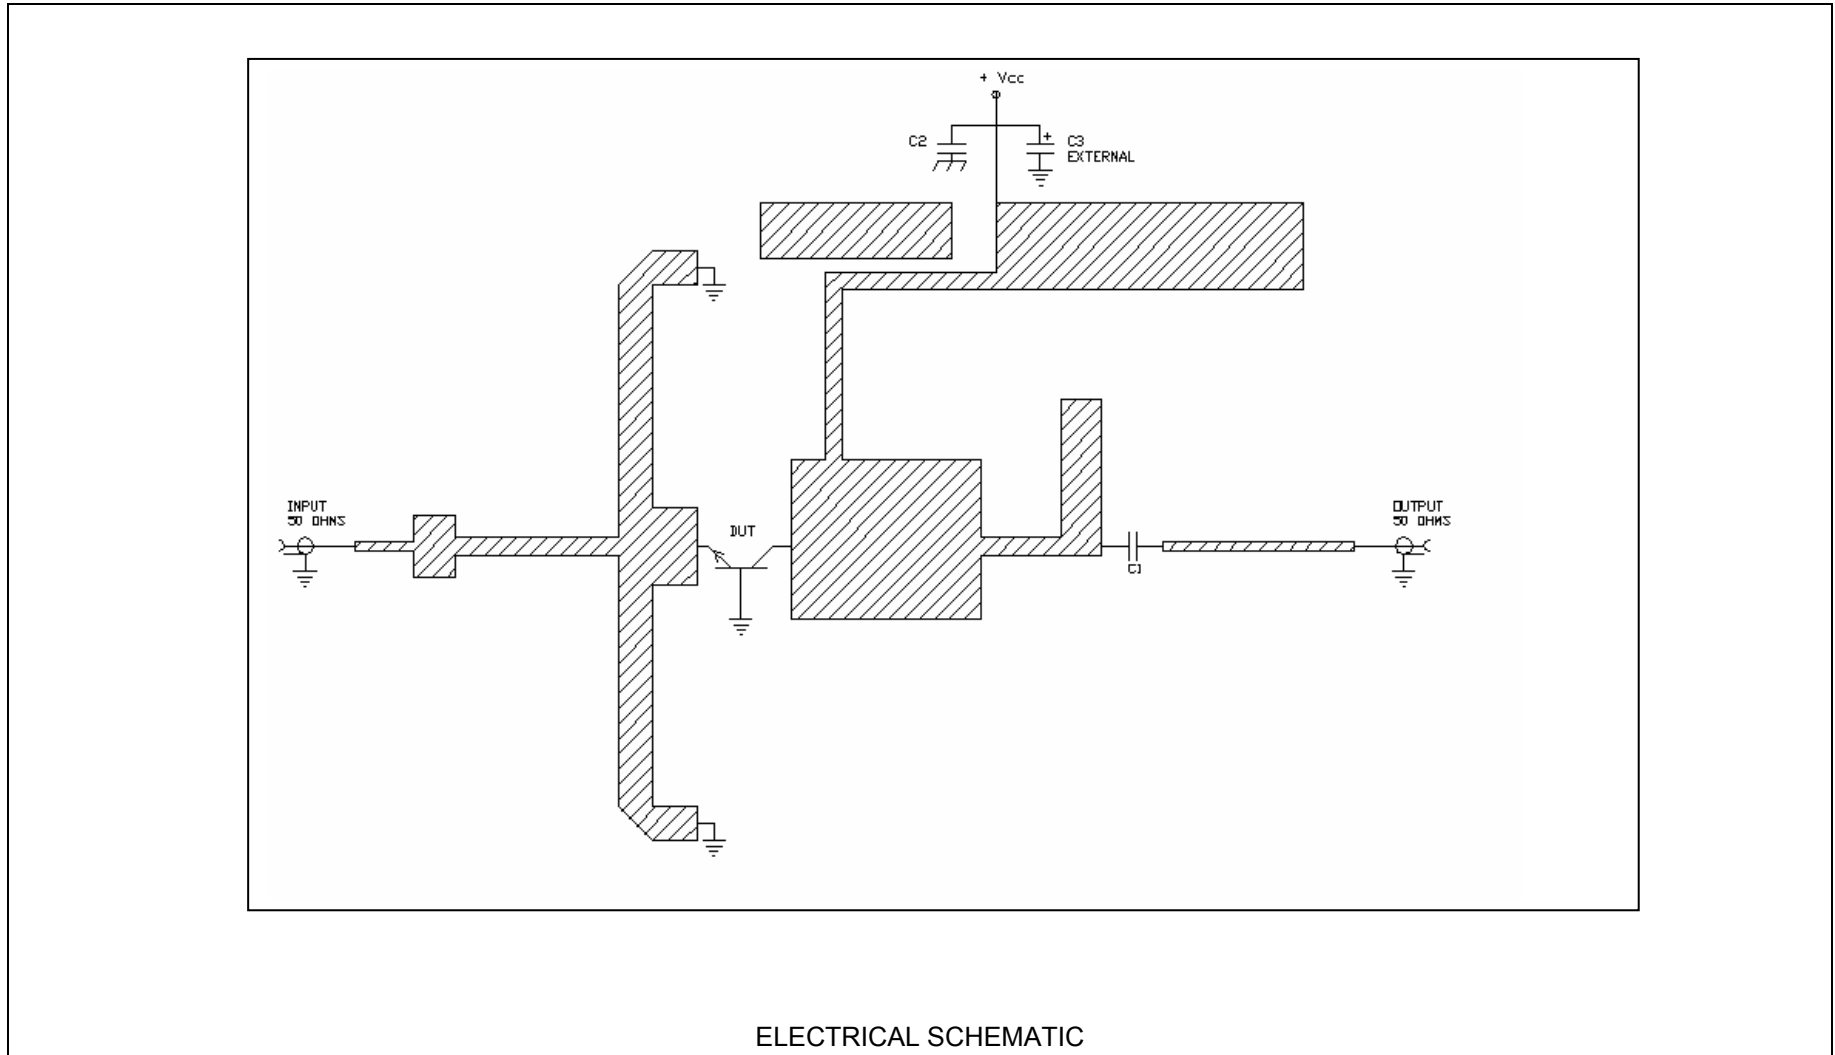 + Vcc
C2
C3
EXTERNAL
INPUT
50 OHMS
DUT
OUTPUT
50 OHMS
C1
ELECTRICAL SCHEMATIC